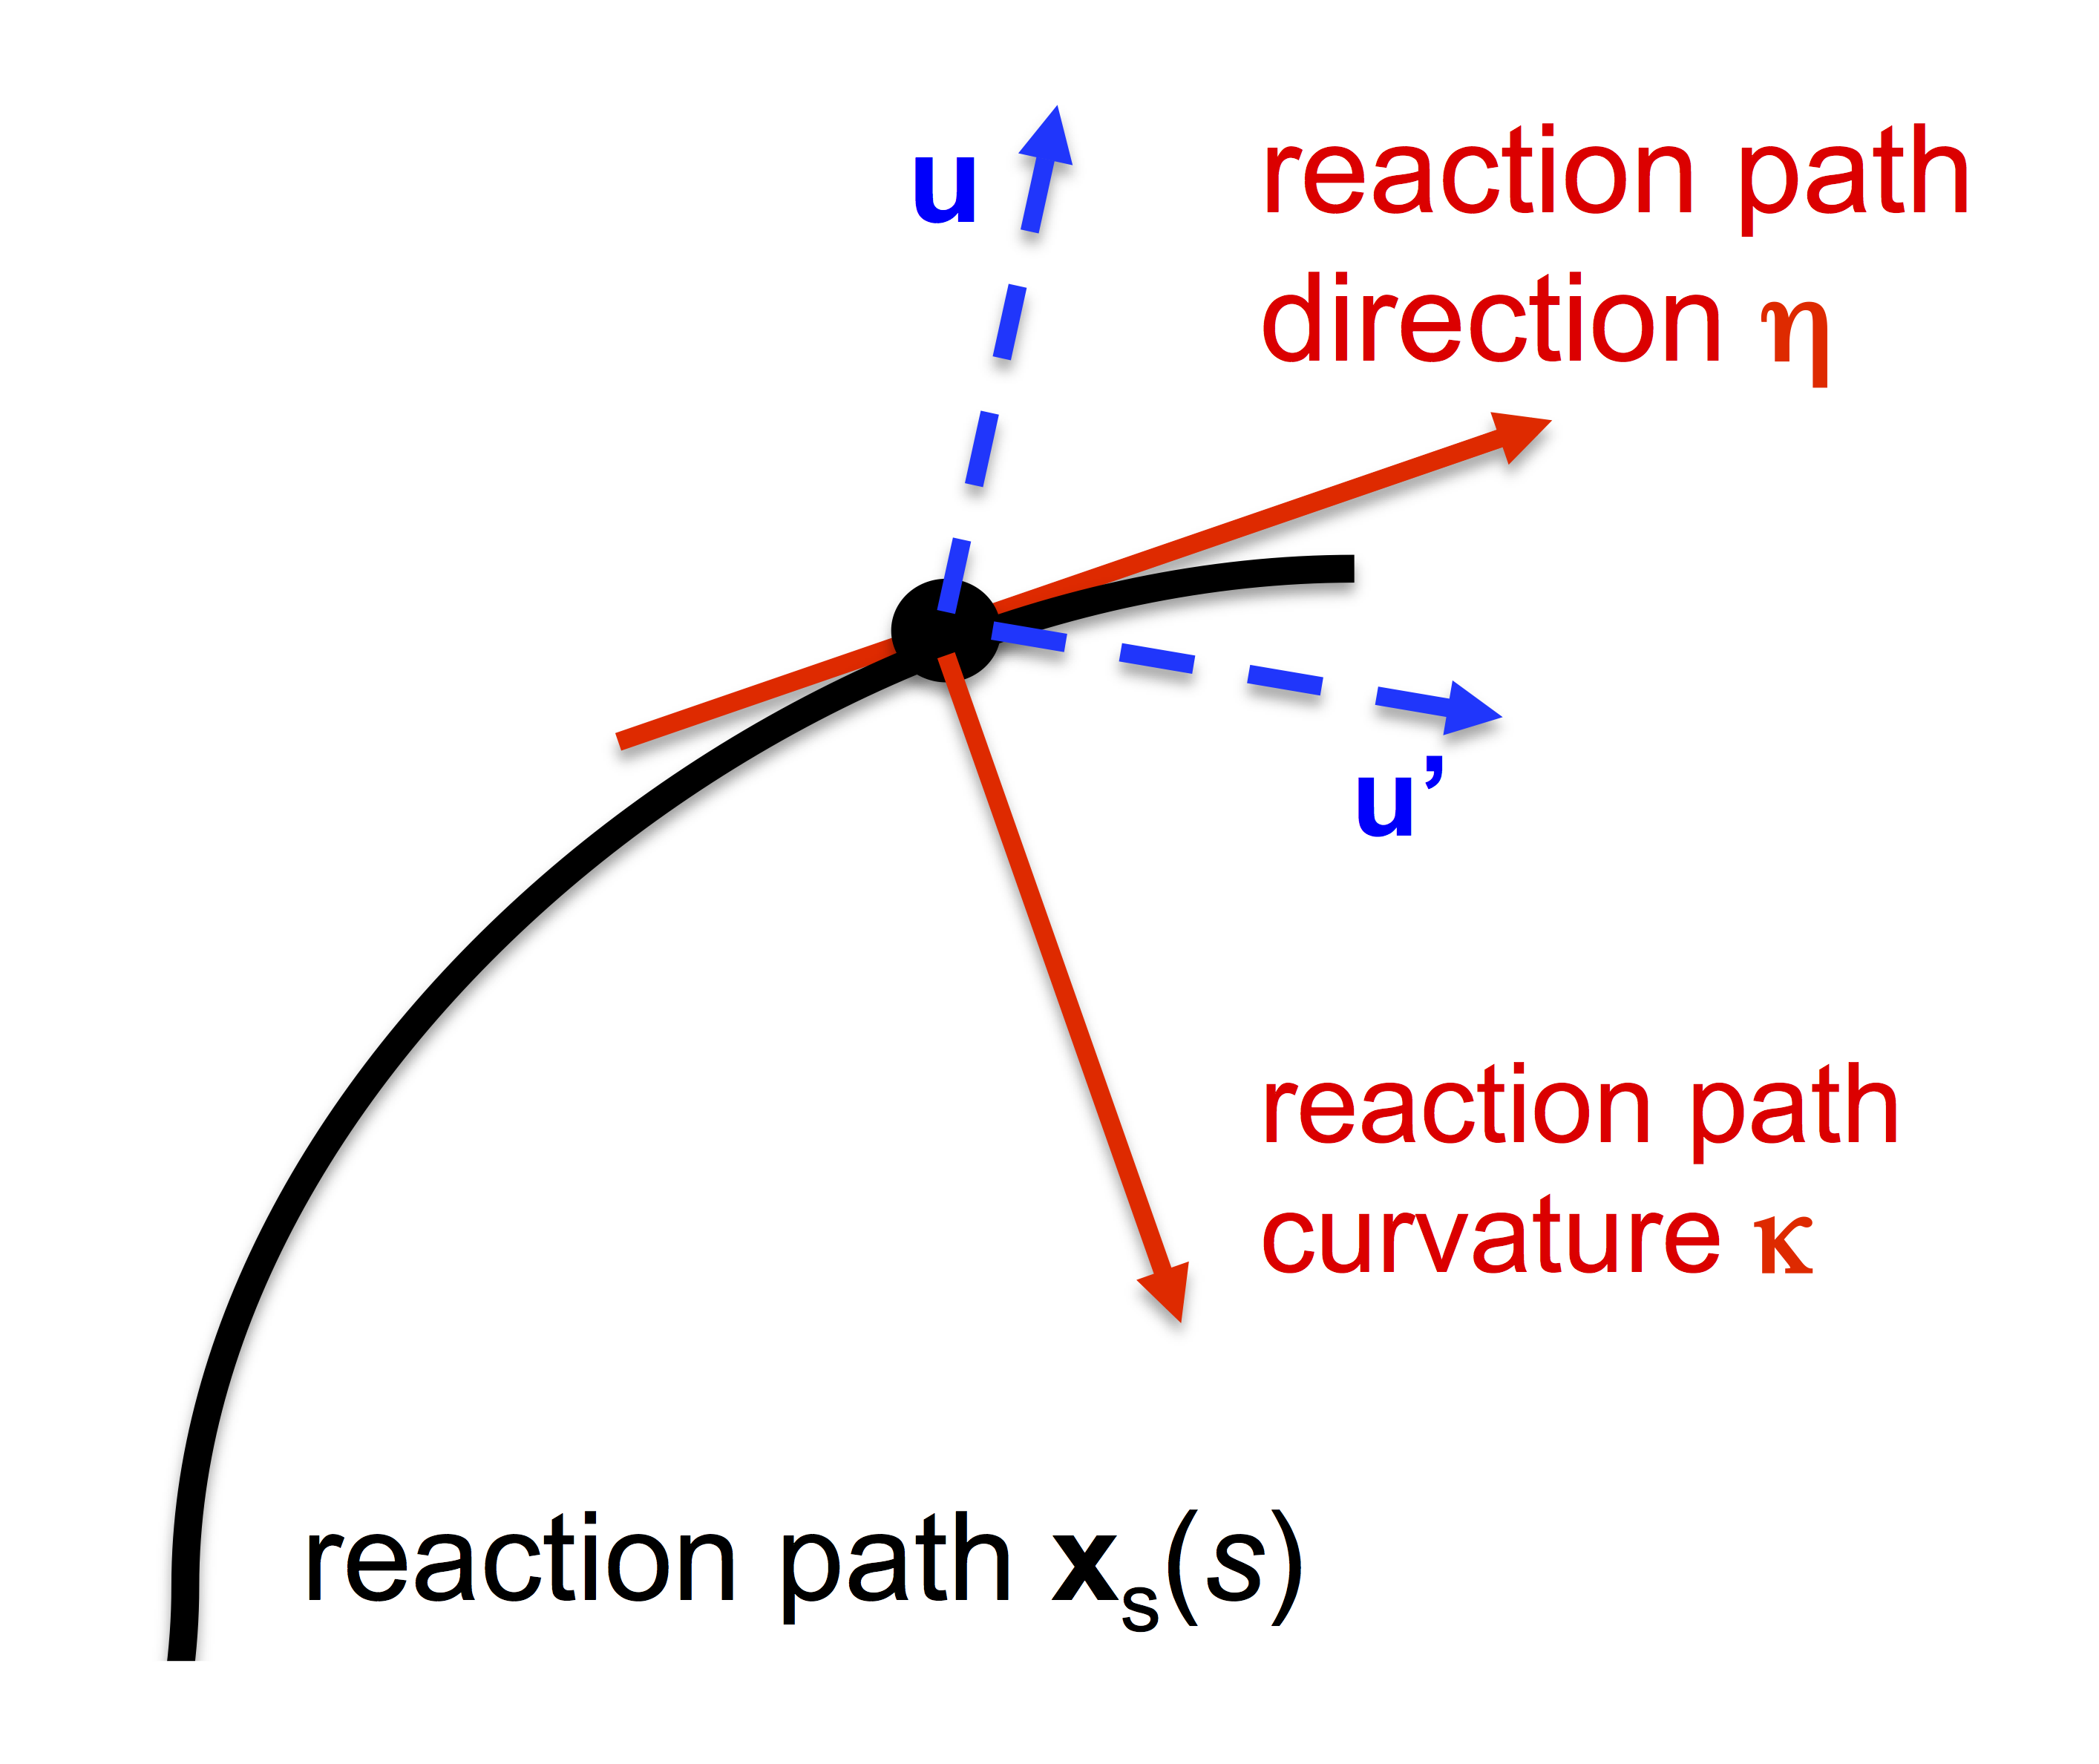 u
reaction path
direction η
u’
reaction path
curvature κ
reaction path xₛ(s)